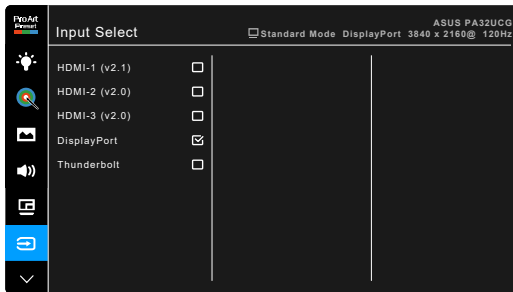 ProArt
Preset
Input Select
ASUS PA32UCG
Standard Mode DisplayPort 3840 x 2160@ 120Hz
HDMI-1 (v2.1)
HDMI-2 (v2.0)
HDMI-3 (v2.0)
DisplayPort
Thunderbolt